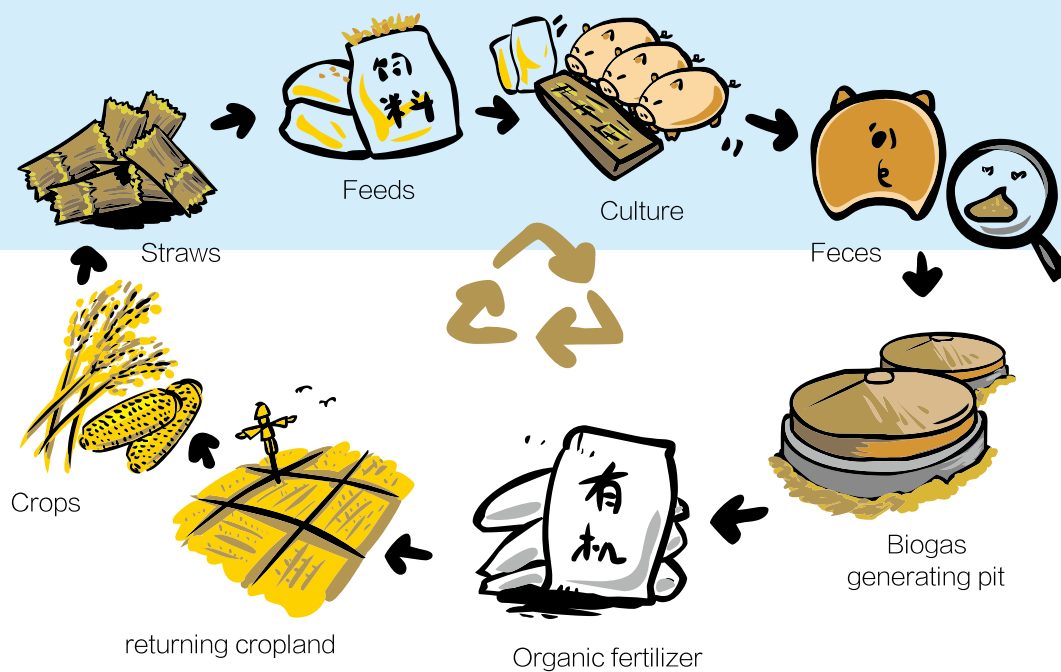 饲
料
Feeds
Culture
Straws
Feces
Crops
有
机
Biogas
generating pit
returning cropland
Organic fertilizer